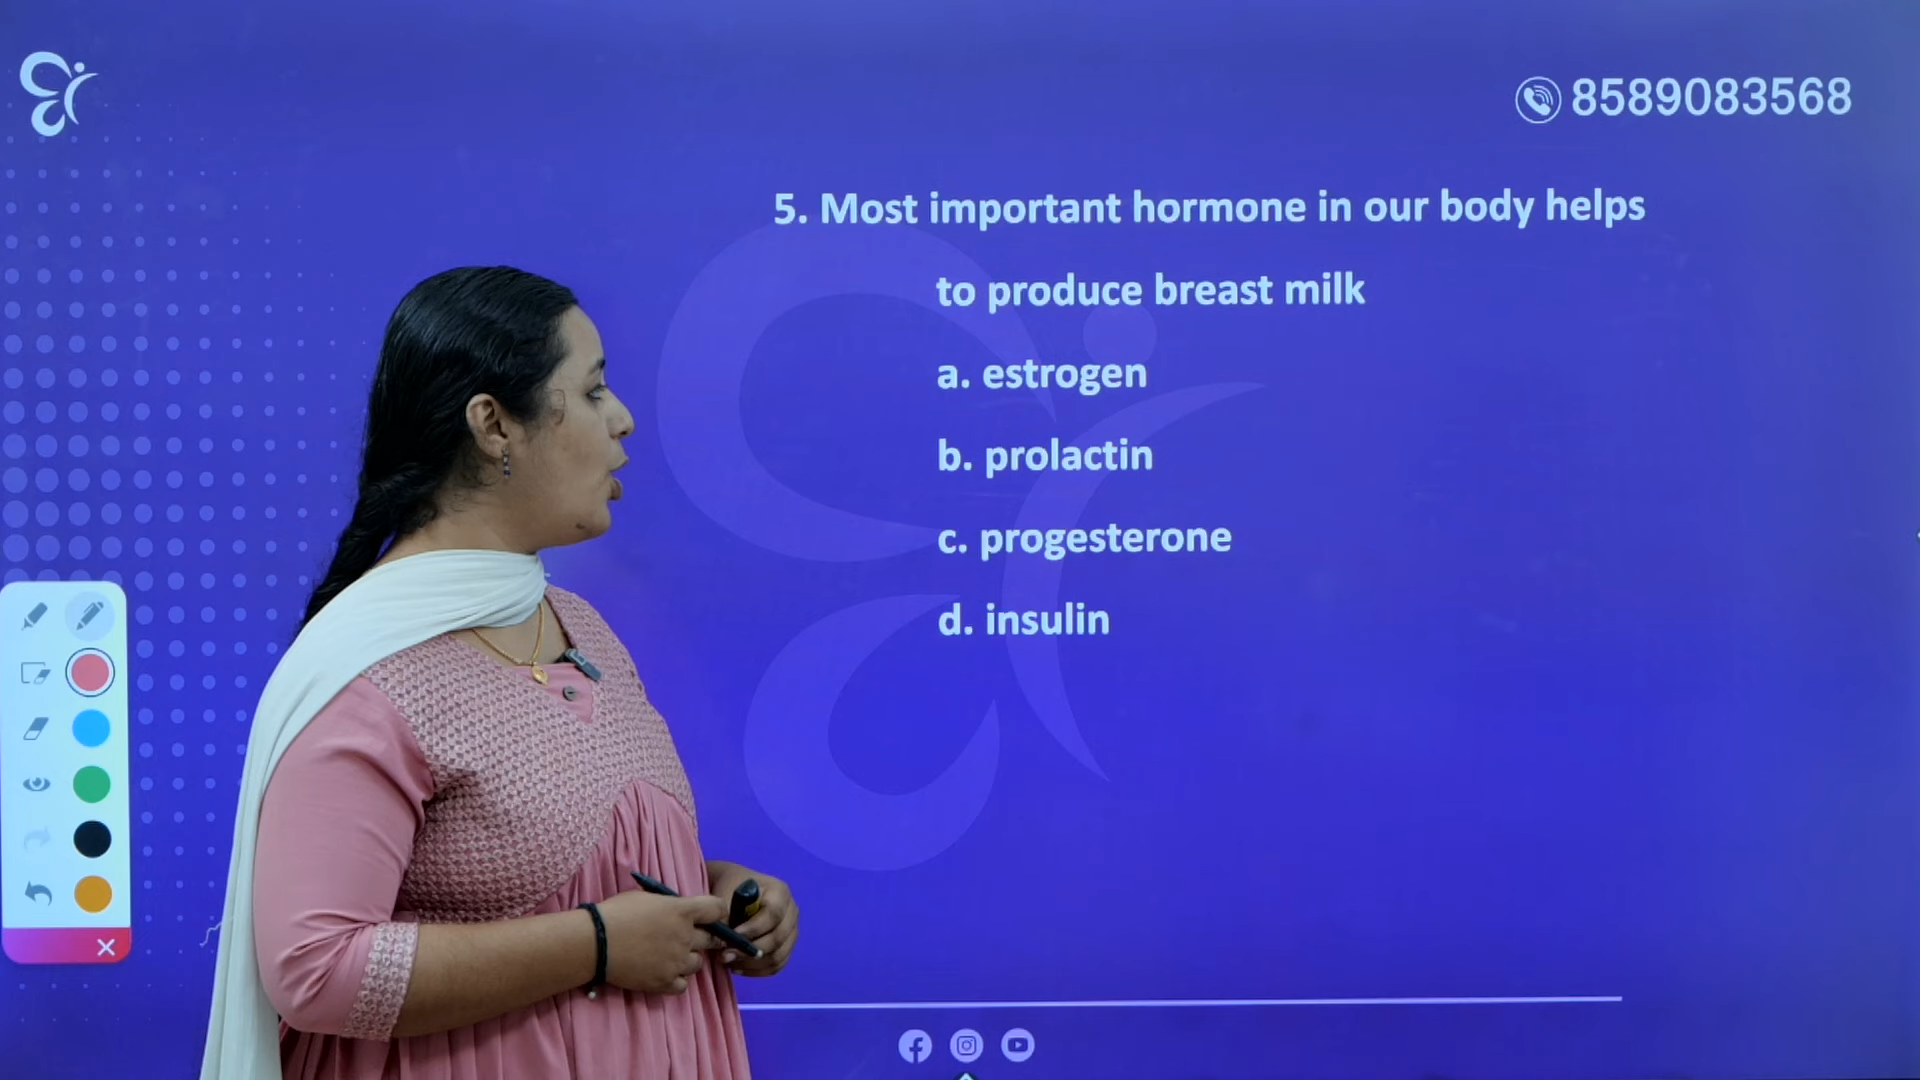 8589083568
5. Most important hormone in our body helps
to produce breast milk
a. estrogen
b. prolactin
c. progesterone
d. insulin